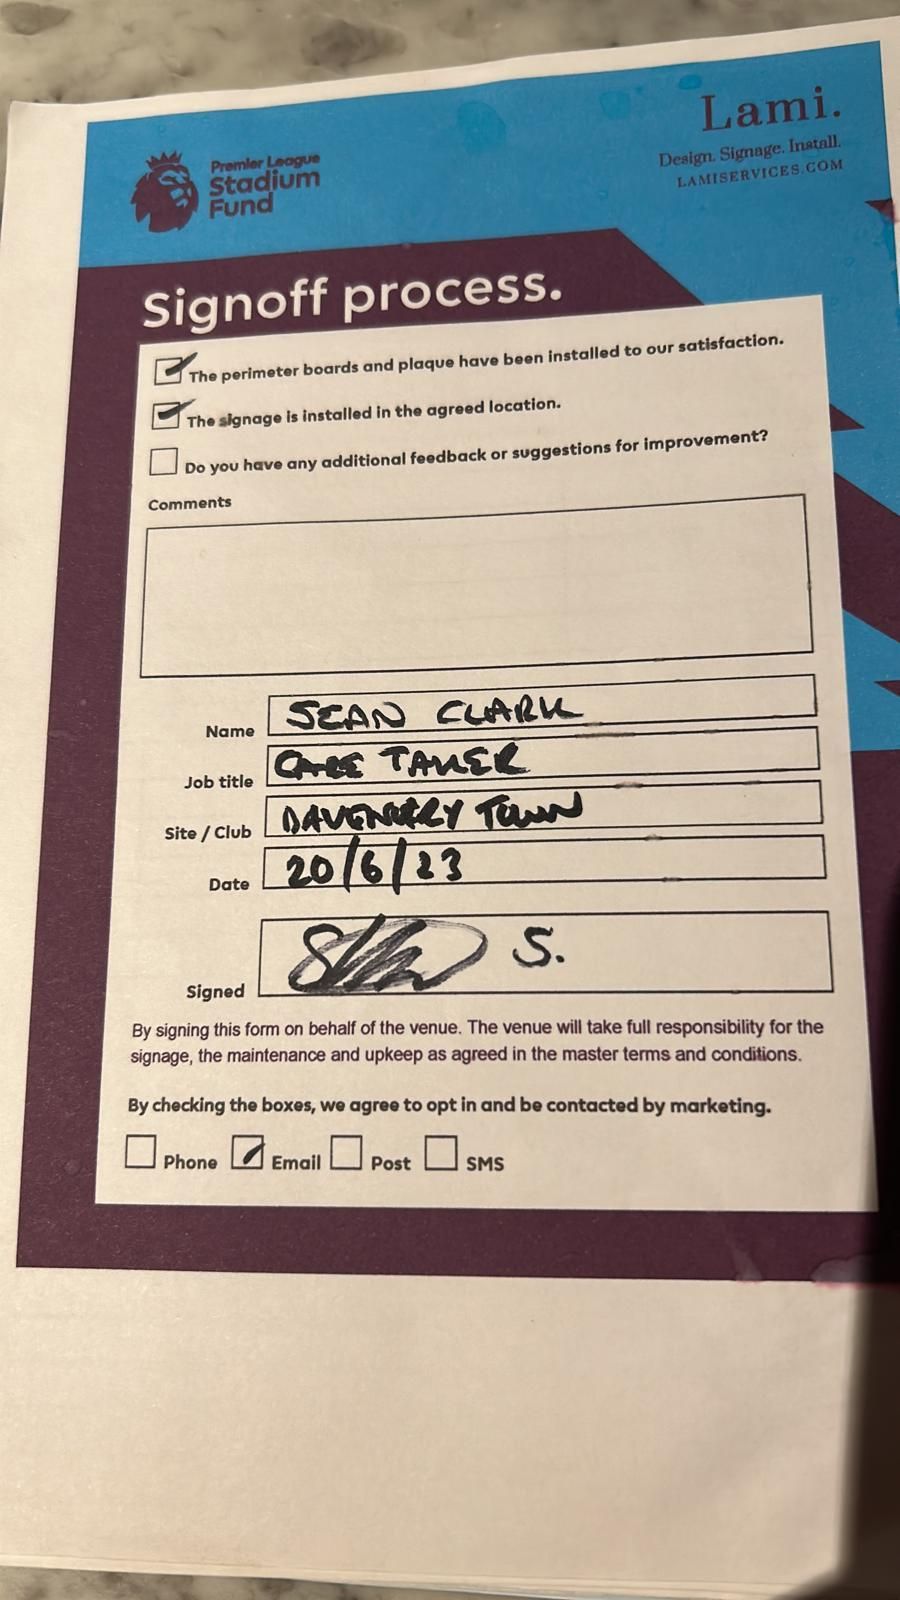 Lami.
Design. Signage. Install.
LAMISERVICES.COM
Premier League
Stadium
Fund
Signoff process.
The perimeter boards and plaque have been installed to our satisfaction.
The signage is installed in the agreed location.
Do you have any additional feedback or suggestions for improvement?
Comments
Name SEAN CLARK
Job title CARE TAKER
Site / Club DAVENTRY TOWN
Date 20/6/23
Signed S.
By signing this form on behalf of the venue. The venue will take full responsibility for the
signage, the maintenance and upkeep as agreed in the master terms and conditions.
By checking the boxes, we agree to opt in and be contacted by marketing.
Phone Email Post SMS